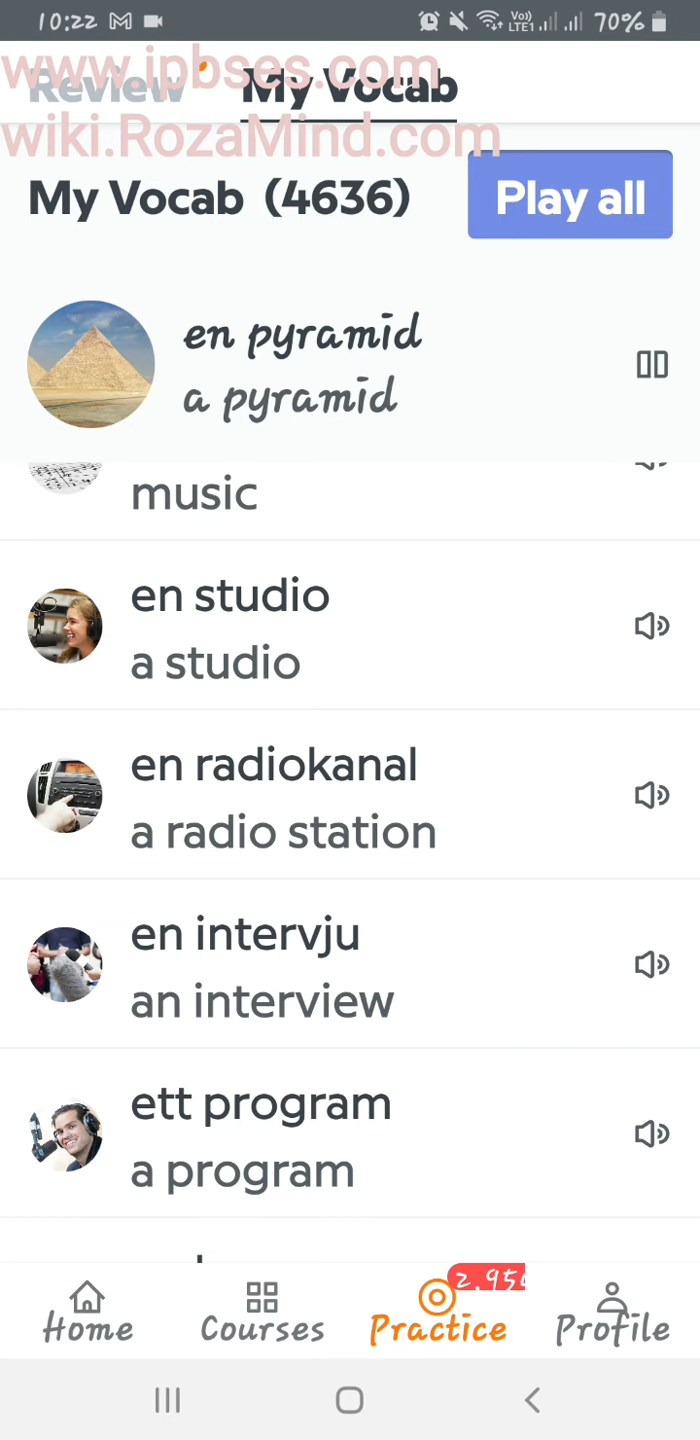 10:22
Vo)) LTE1
70%
www.ipbses.com
Review My Vocab
wiki.RozaMind.com
My Vocab (4636)
Play all
en pyramid
a pyramid
music
en studio
a studio
en radiokanal
a radio station
en intervju
an interview
ett program
a program
Home
Courses
Practice
Profile